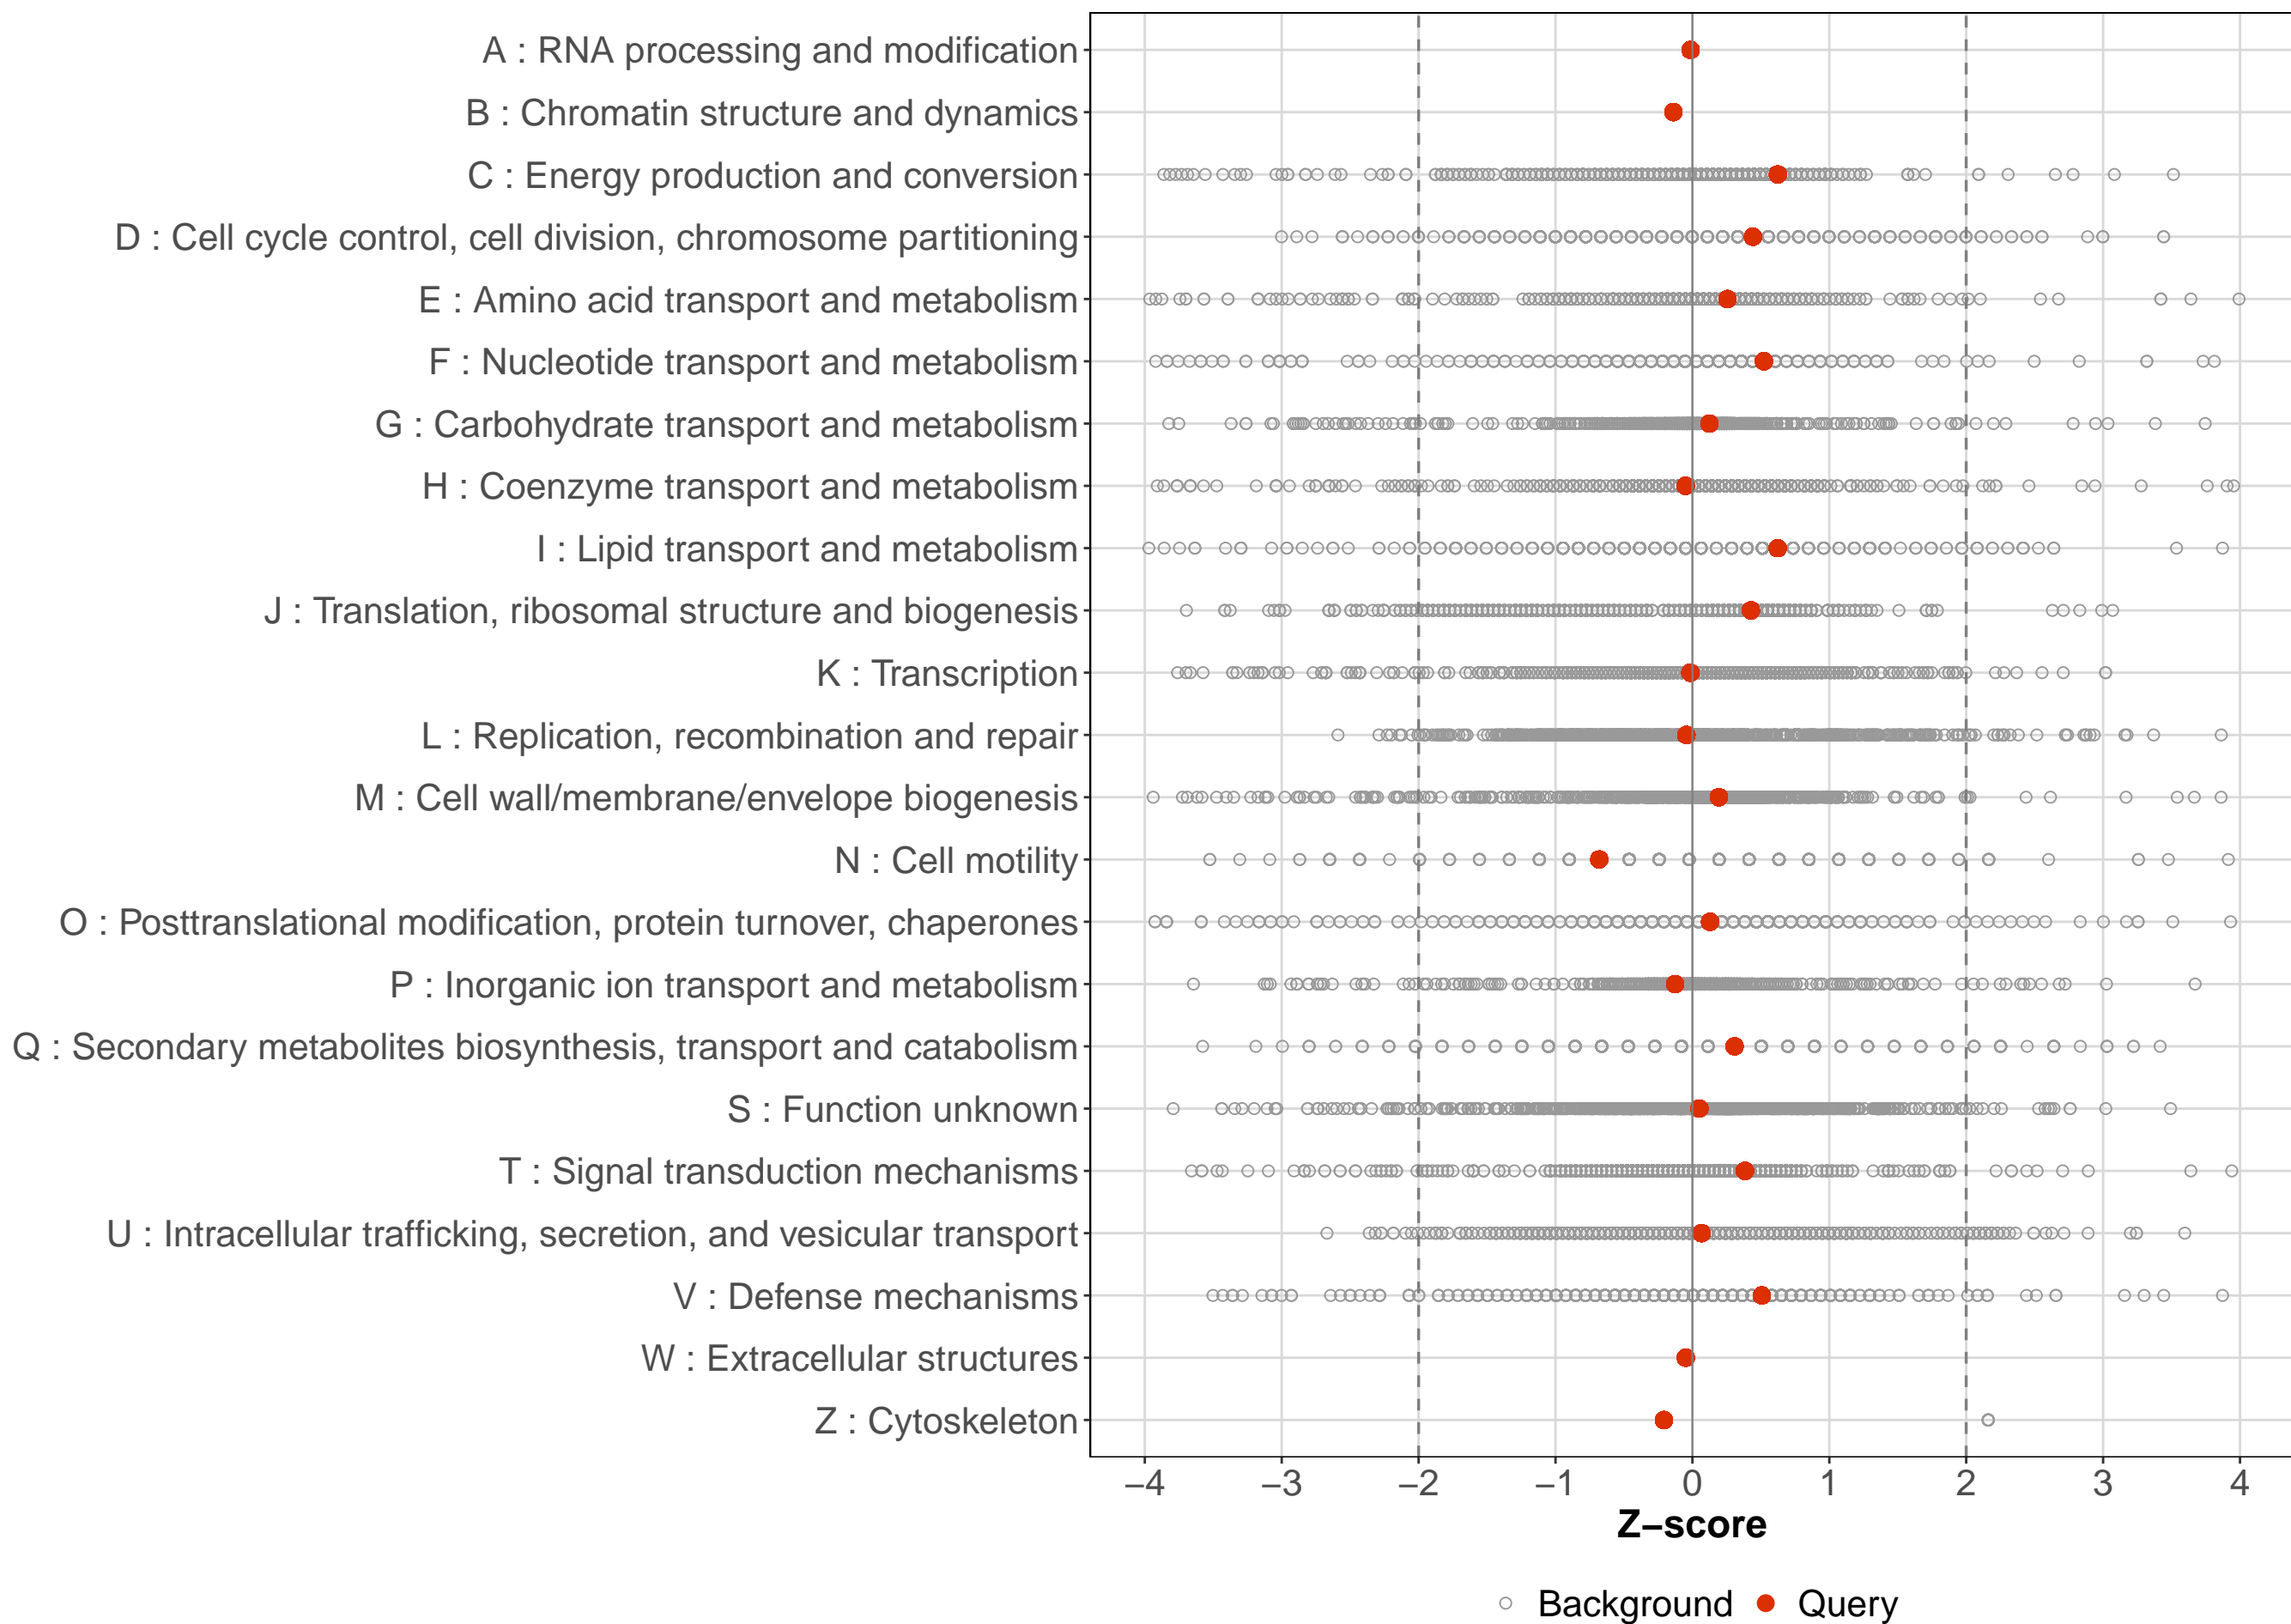 A : RNA processing and modification
B : Chromatin structure and dynamics
C : Energy production and conversion
D : Cell cycle control, cell division, chromosome partitioning
E : Amino acid transport and metabolism
F : Nucleotide transport and metabolism
G : Carbohydrate transport and metabolism
H : Coenzyme transport and metabolism
I : Lipid transport and metabolism
J : Translation, ribosomal structure and biogenesis
K : Transcription
L : Replication, recombination and repair
M : Cell wall/membrane/envelope biogenesis
N : Cell motility
O : Posttranslational modification, protein turnover, chaperones
P : Inorganic ion transport and metabolism
Q : Secondary metabolites biosynthesis, transport and catabolism
S : Function unknown
T : Signal transduction mechanisms
U : Intracellular trafficking, secretion, and vesicular transport
V : Defense mechanisms
W : Extracellular structures
Z : Cytoskeleton
−4 −3 −2 −1 0 1 2 3 4
Z−score
Background Query